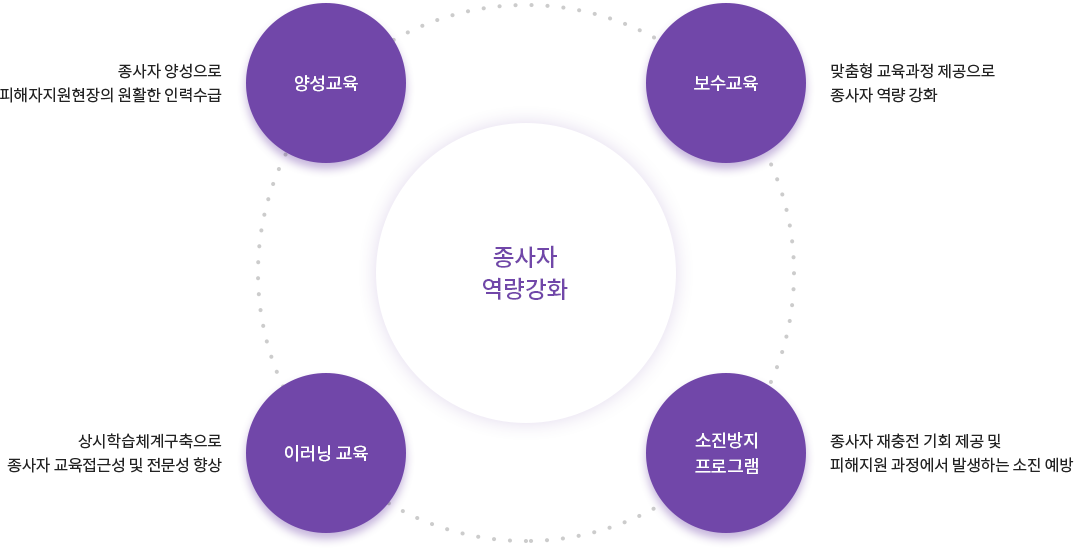 종사자 양성으로
피해자지원현장의 원활한 인력수급
양성교육
보수교육
맞춤형 교육과정 제공으로
종사자 역량 강화
종사자
역량강화
상시학습체계구축으로
종사자 교육접근성 및 전문성 향상
이러닝 교육
소진방지
프로그램
종사자 재충전 기회 제공 및
피해지원 과정에서 발생하는 소진 예방